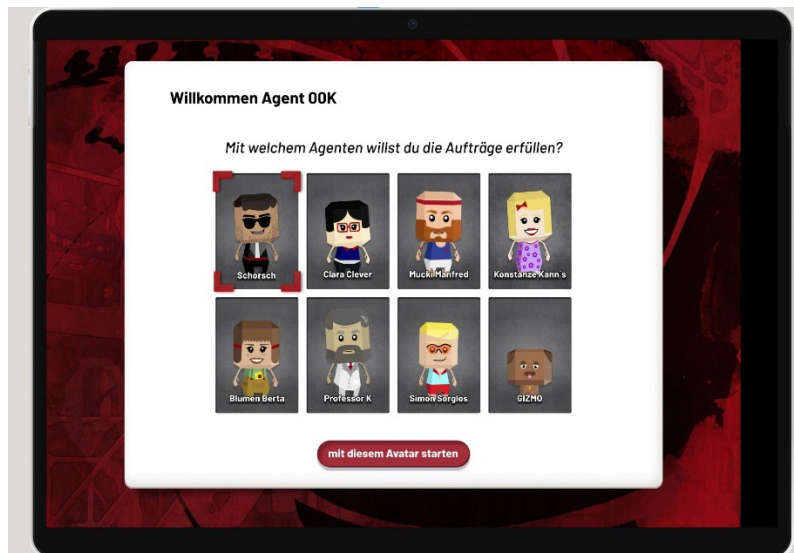 Willkommen Agent 00K
Mit welchem Agenten willst du die Aufträge erfüllen?
Schorsch
Clara Clever
Mucki Manfred
Konstanze Kann s
Blumen Berta
Professor K
Simon Sorglos
GIZMO
mit diesem Avatar starten